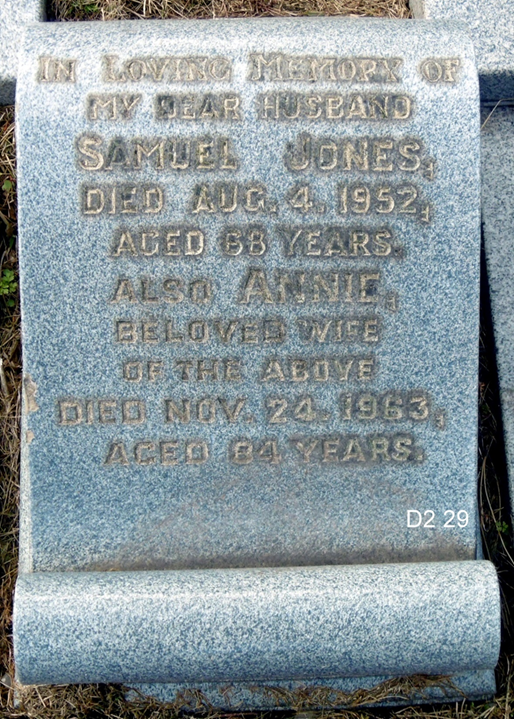 IN LOVING MEMORY OF
MY DEAR HUSBAND
SAMUEL JONES,
DIED AUG. 4. 1952,
AGED 68 YEARS.
ALSO ANNIE,
BELOVED WIFE
OF THE ABOVE
DIED NOV. 24. 1963,
AGED 84 YEARS.
D2 29